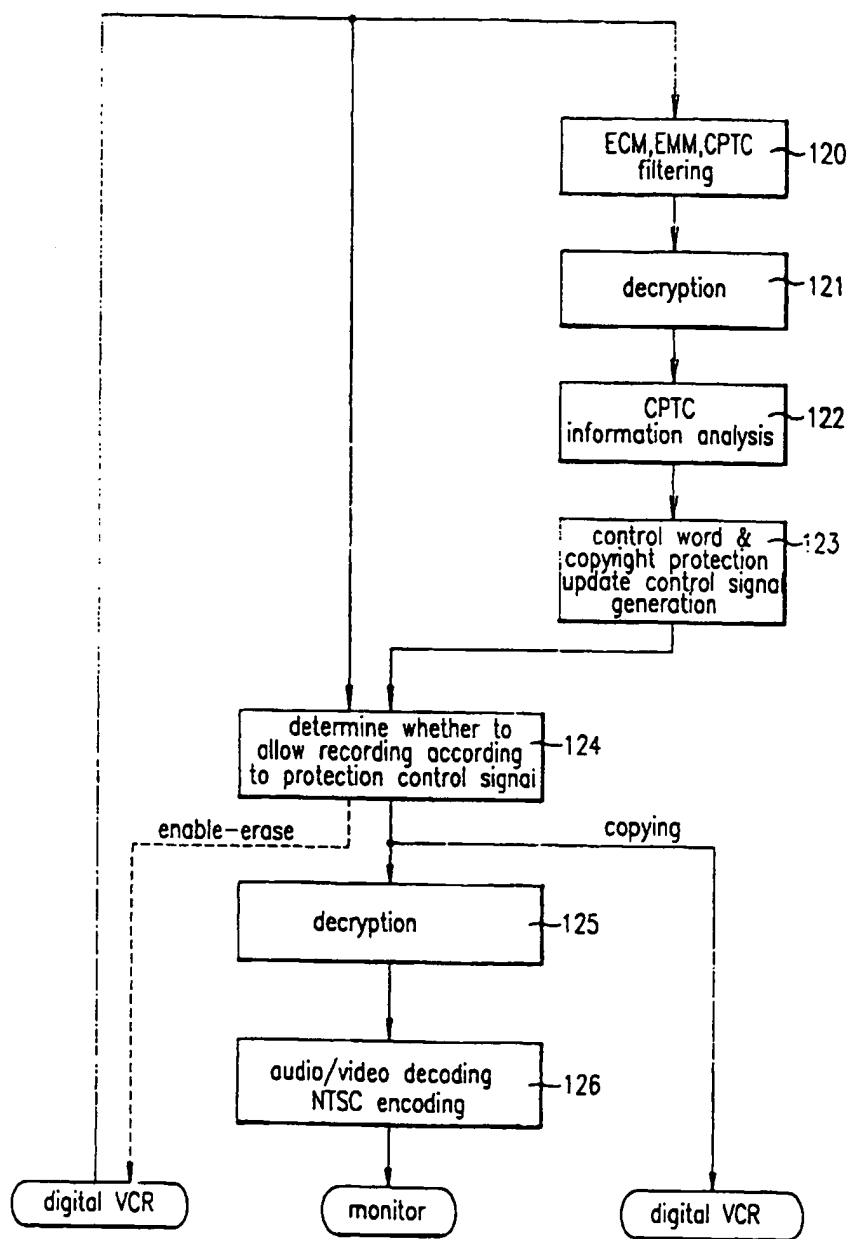 ECM,EMM,CPTC
filtering
120
decryption
121
CPTC
information analysis
122
control word &
copyright protection
update control signal
generation
123
determine whether to
allow recording according
to protection control signal
124
enable-erase
copying
decryption
125
audio/video decoding
NTSC encoding
126
digital VCR
monitor
digital VCR